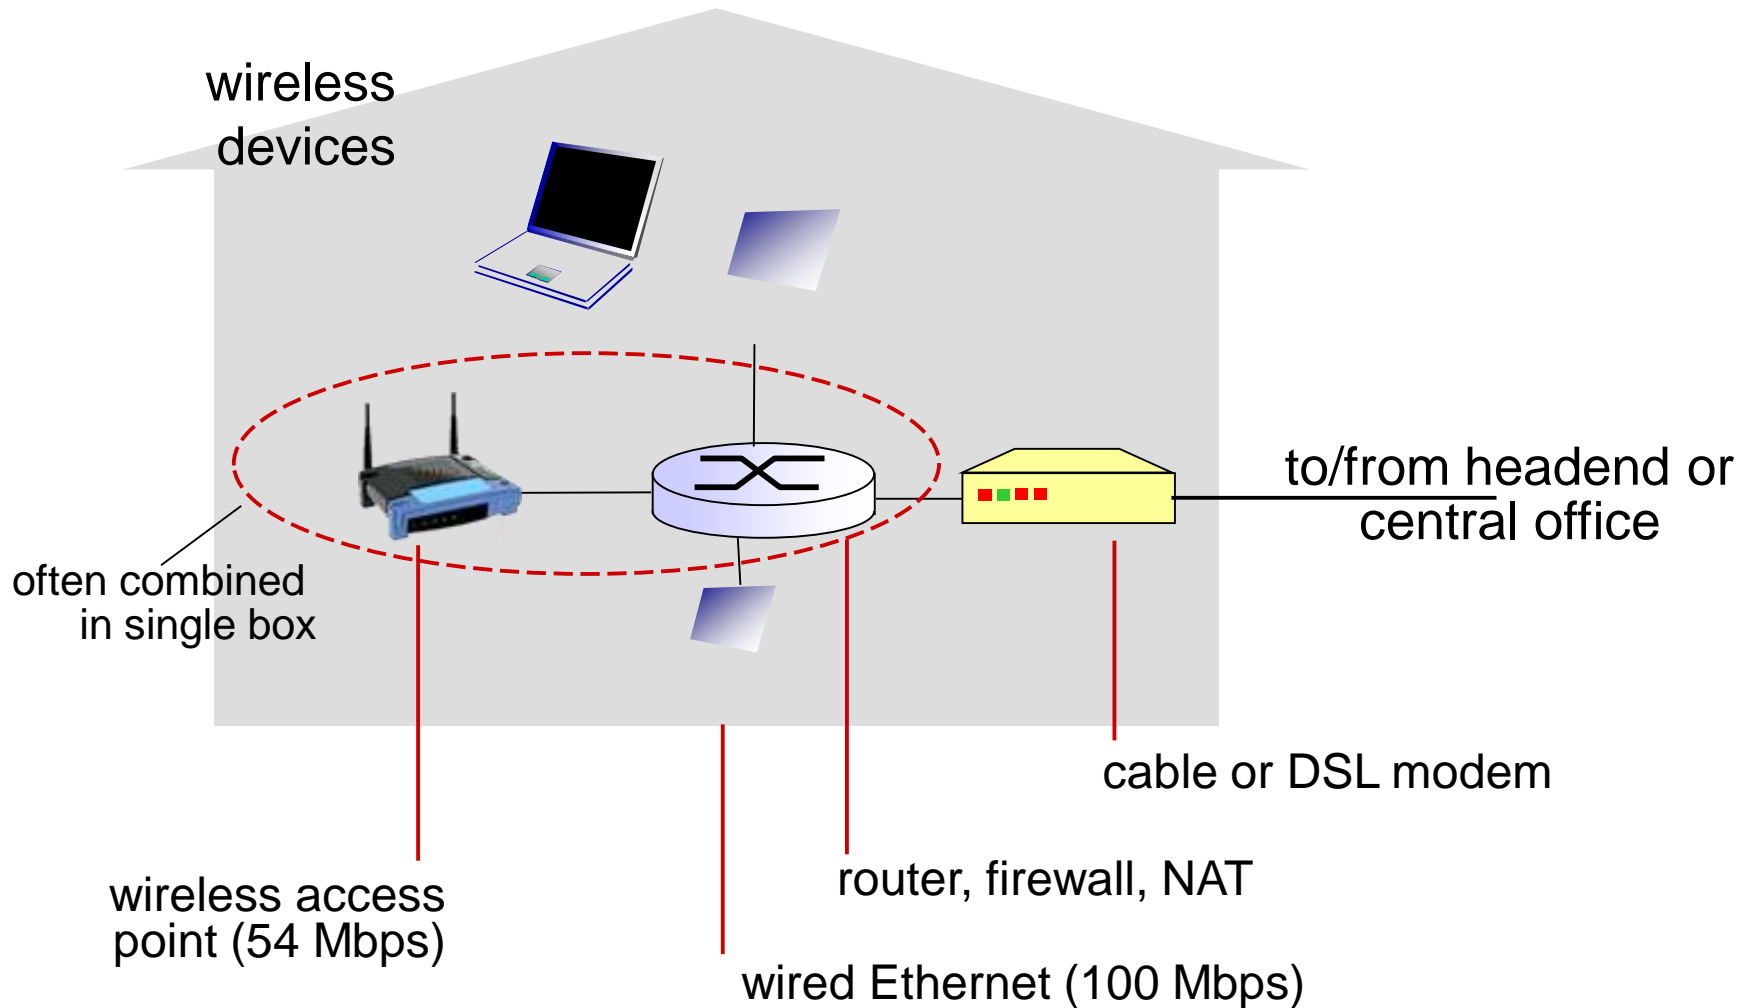 wireless
devices
to/from headend or
central office
often combined
in single box
cable or DSL modem
router, firewall, NAT
wireless access
point (54 Mbps)
wired Ethernet (100 Mbps)